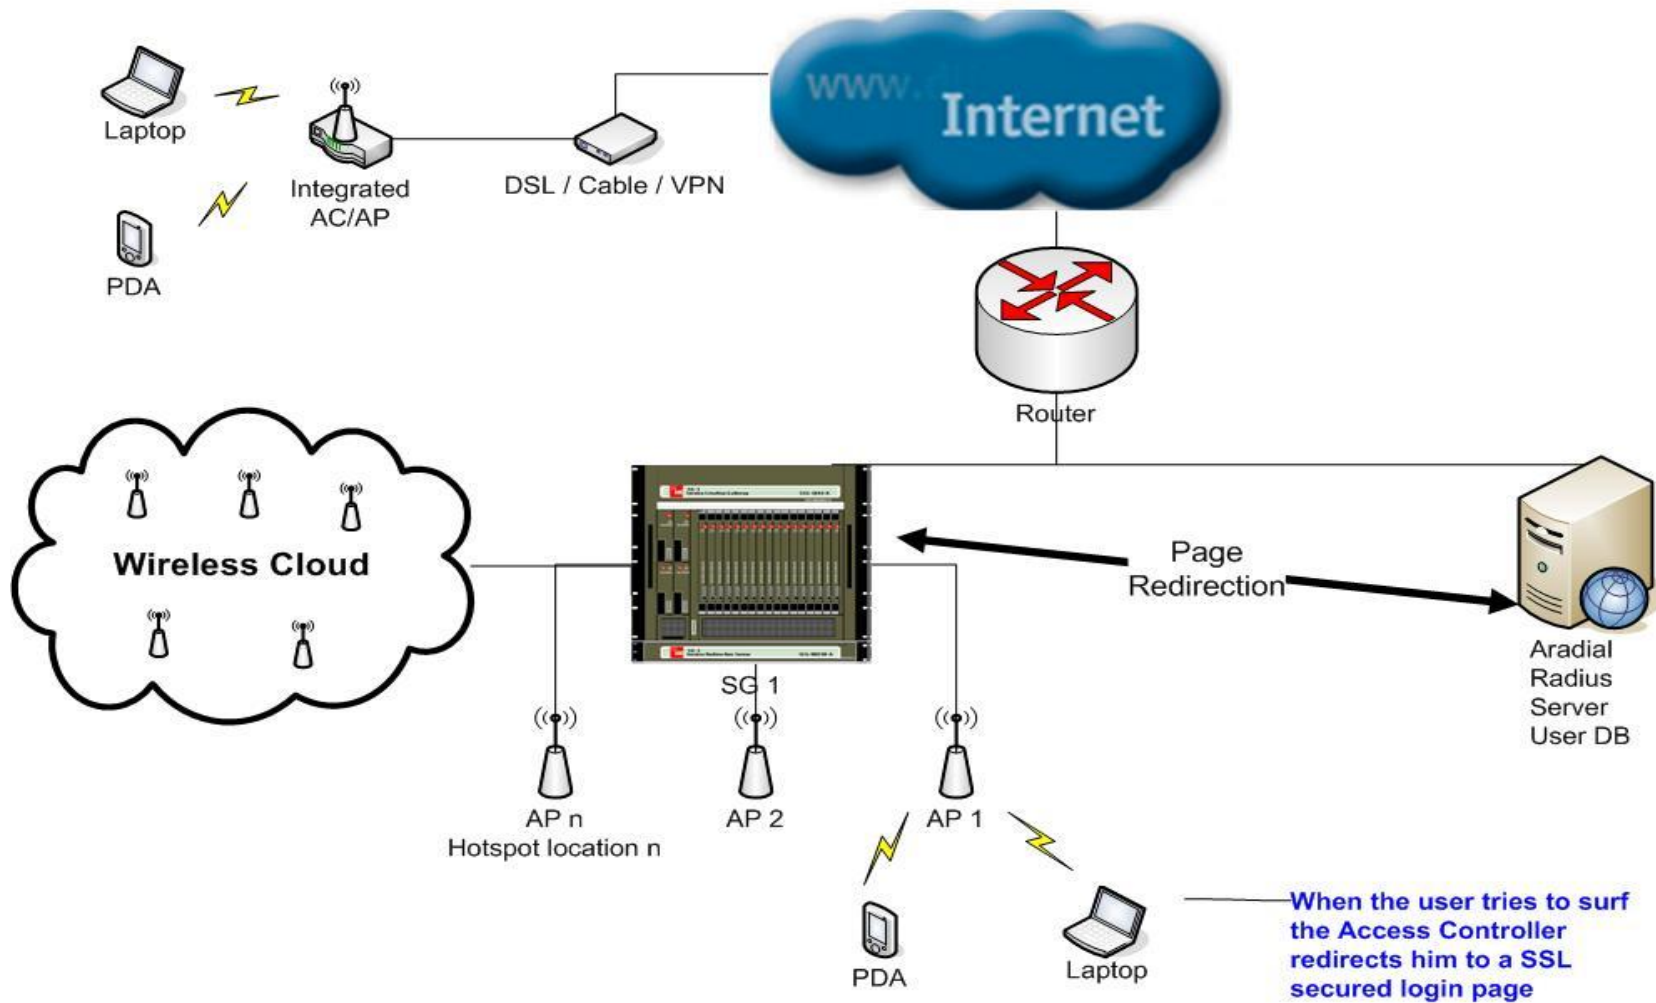 www.d
Internet
Laptop
Integrated
AC/AP
DSL / Cable / VPN
PDA
Router
Wireless Cloud
Page
Redirection
SG 1
Aradial
Radius
Server
User DB
AP n
Hotspot location n
AP 2
AP 1
PDA
Laptop
When the user tries to surf
the Access Controller
redirects him to a SSL
secured login page